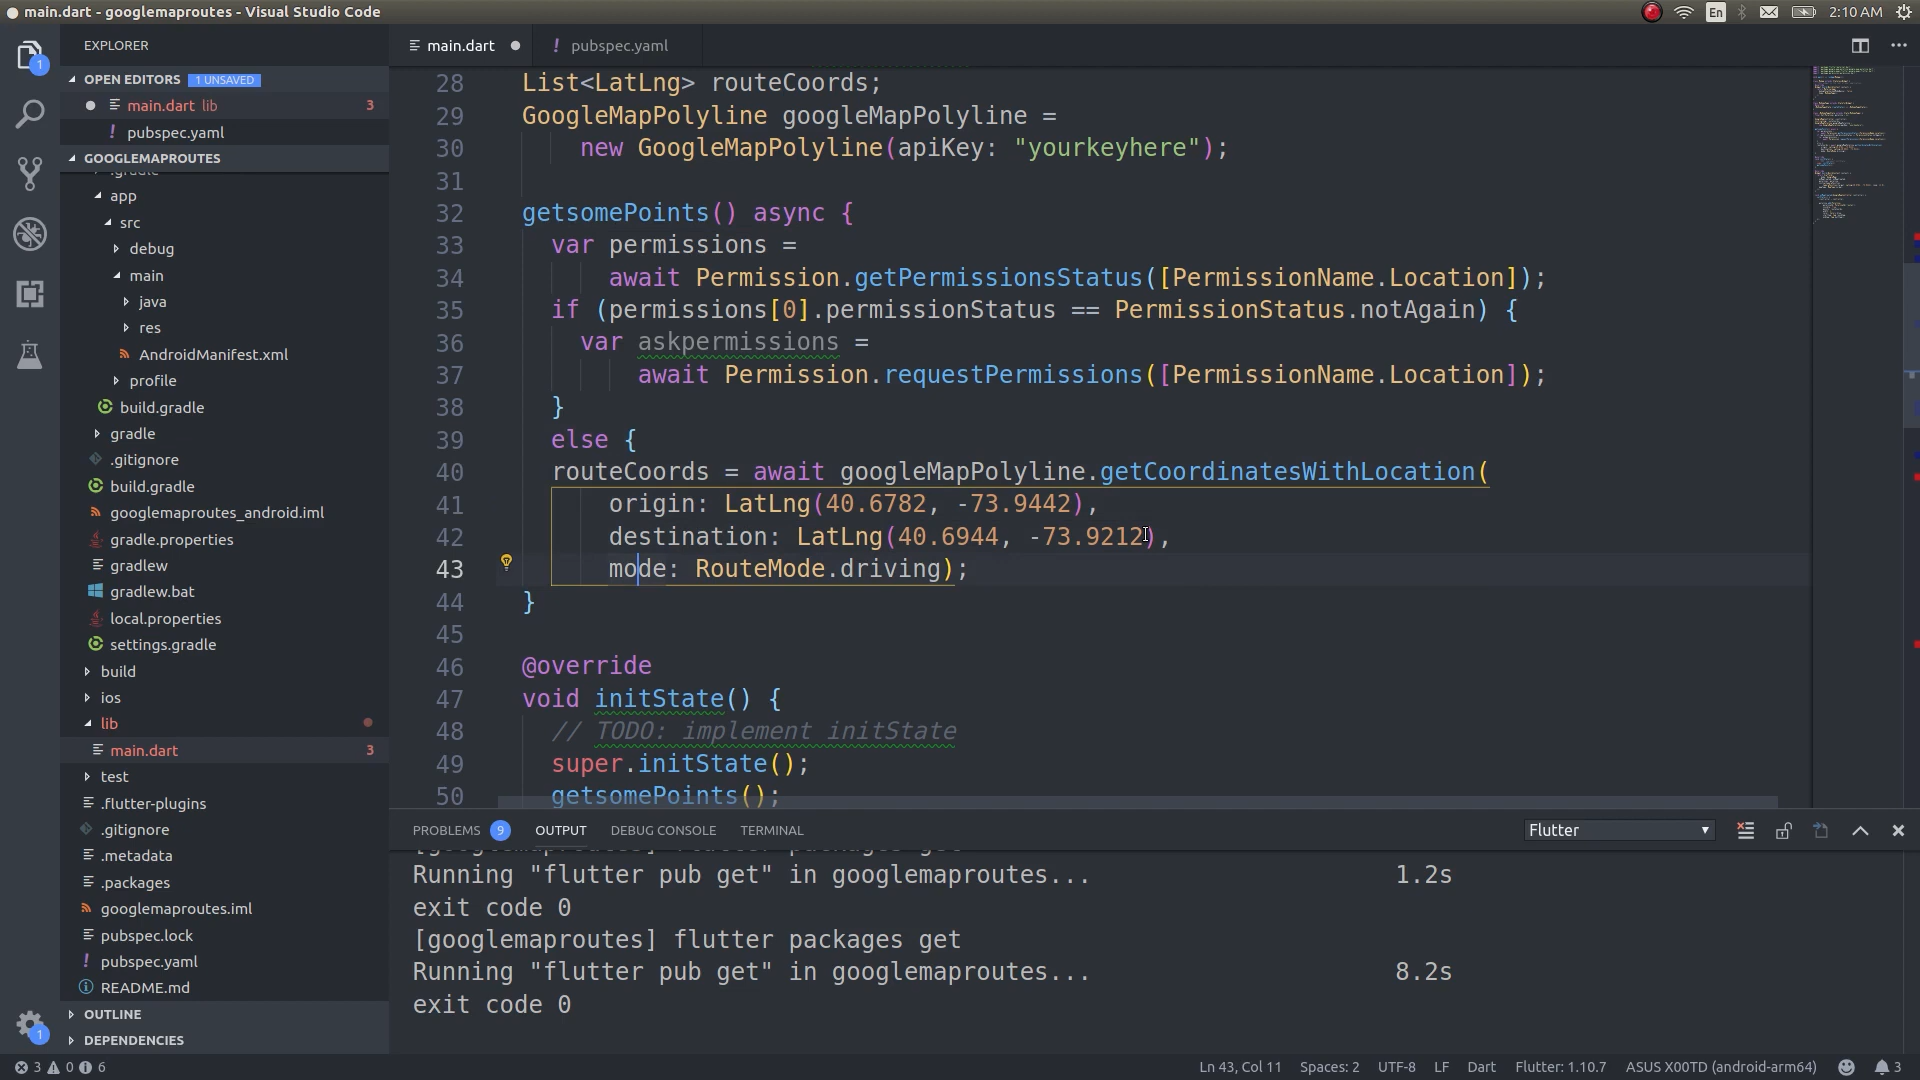 main.dart - googlemaproutes - Visual Studio Code
En
2:10 AM
EXPLORER
OPEN EDITORS 1 UNSAVED
main.dart lib 3
pubspec.yaml
GOOGLEMAPROUTES
.gradle
app
src
debug
main
java
res
AndroidManifest.xml
profile
build.gradle
gradle
.gitignore
build.gradle
googlemaproutes_android.iml
gradle.properties
gradlew
gradlew.bat
local.properties
settings.gradle
build
ios
lib
main.dart 3
test
.flutter-plugins
.gitignore
.metadata
.packages
googlemaproutes.iml
pubspec.lock
pubspec.yaml
README.md
OUTLINE
DEPENDENCIES
1
1
main.dart
pubspec.yaml
28 List<LatLng> routeCoords;
29 GoogleMapPolyline googleMapPolyline =
30 new GoogleMapPolyline(apiKey: "yourkeyhere");
31
32 getsomePoints() async {
33 var permissions =
34 await Permission.getPermissionsStatus([PermissionName.Location]);
35 if (permissions[0].permissionStatus == PermissionStatus.notAgain) {
36 var askpermissions =
37 await Permission.requestPermissions([PermissionName.Location]);
38 }
39 else {
40 routeCoords = await googleMapPolyline.getCoordinatesWithLocation(
41 origin: LatLng(40.6782, -73.9442),
42 destination: LatLng(40.6944, -73.9212),
43 mode: RouteMode.driving);
44 }
45
46 @override
47 void initState() {
48 // TODO: implement initState
49 super.initState();
50 getsomePoints();
PROBLEMS 9 OUTPUT DEBUG CONSOLE TERMINAL
Flutter
[googlemaproutes] flutter packages get
Running "flutter pub get" in googlemaproutes... 1.2s
exit code 0
[googlemaproutes] flutter packages get
Running "flutter pub get" in googlemaproutes... 8.2s
exit code 0
3 0 6
Ln 43, Col 11 Spaces: 2 UTF-8 LF Dart Flutter: 1.10.7 ASUS X00TD (android-arm64) 3